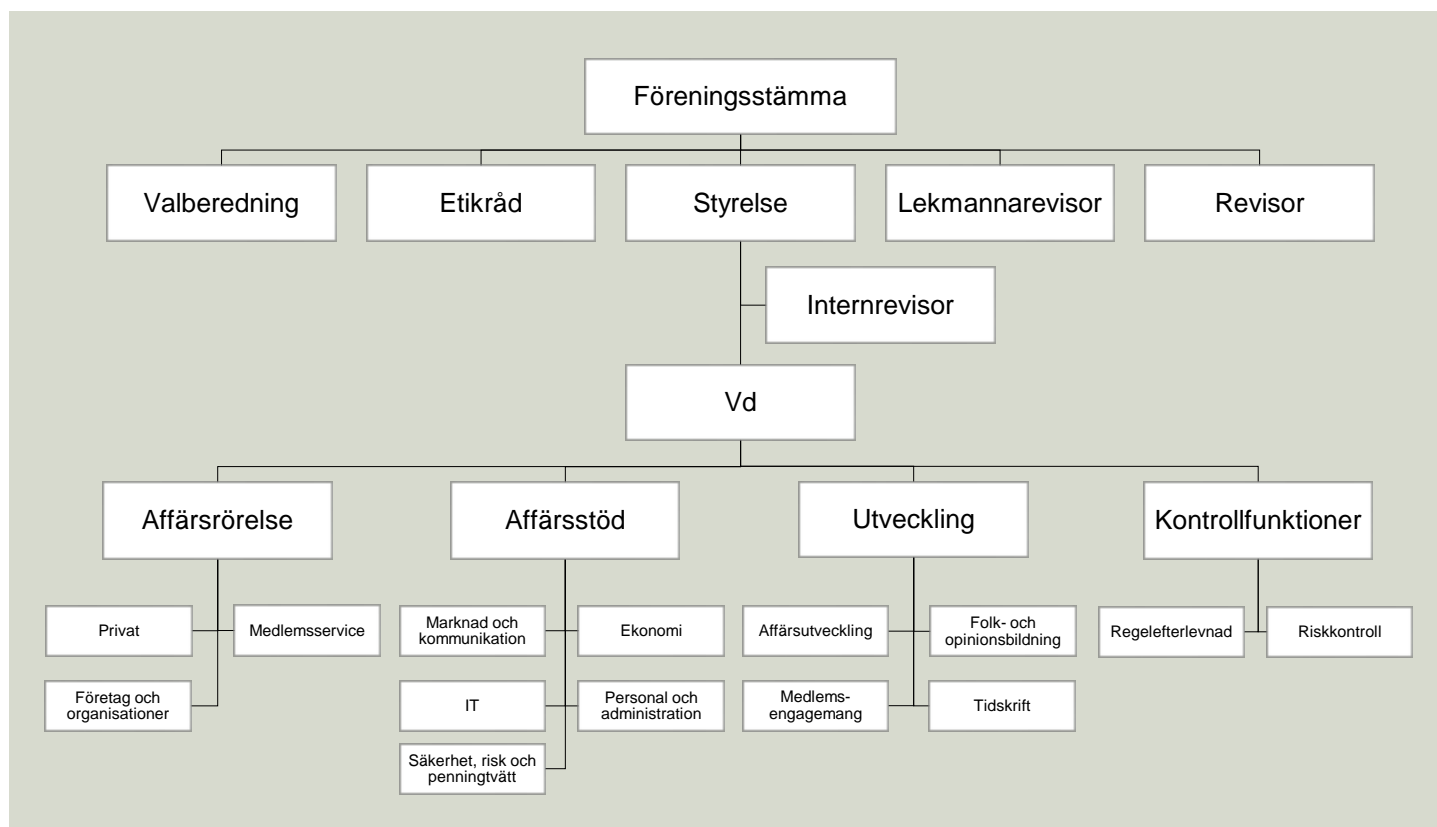 Föreningsstämma
Valberedning
Etikråd
Styrelse
Lekmannarevisor
Revisor
Internrevisor
Vd
Affärsrörelse
Affärsstöd
Utveckling
Kontrollfunktioner
Privat
Medlemsservice
Företag och
organisationer
Marknad och
kommunikation
Ekonomi
IT
Personal och
administration
Säkerhet, risk och
penningtvätt
Affärsutveckling
Folk- och
opinionsbildning
Medlems-
engagemang
Tidskrift
Regelefterlevnad
Riskkontroll